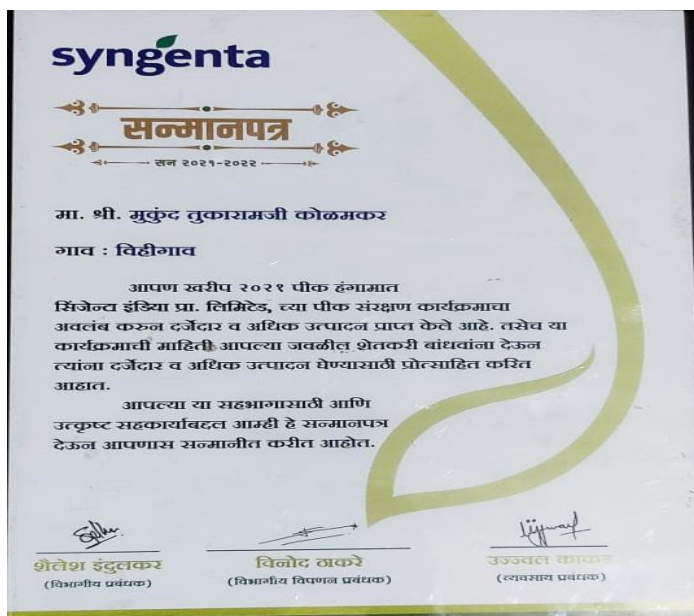 syngenta
सन्मानपत्र
सन २०२१-२०२२
मा. श्री. मुकुंद तुकारामजी कोळमकर
गाव : विहीगाव
आपण खरीप २०२१ पीक हंगामात
सिंजेन्टा इंडिया प्रा. लिमिटेड, च्या पीक संरक्षण कार्यक्रमाचा
अवलंब करुन दर्जेदार व अधिक उत्पादन प्राप्त केले आहे. तसेच या
कार्यक्रमाची माहिती आपल्या जवळील शेतकरी बांधवांना देऊन
त्यांना दर्जेदार व अधिक उत्पादन घेण्यासाठी प्रोत्साहित करित
आहात.
आपल्या या सहभागासाठी आणि
उत्कृष्ट सहकार्याबद्दल आम्ही हे सन्मानपत्र
देऊन आपणास सन्मानीत करीत आहोत.
शैलेश इंदुलकर
(विभागीय प्रबंधक)
विनोद ठाकरे
(विभागीय विपणन प्रबंधक)
उज्ज्वल
(व्यवसाय प्रबंधक)